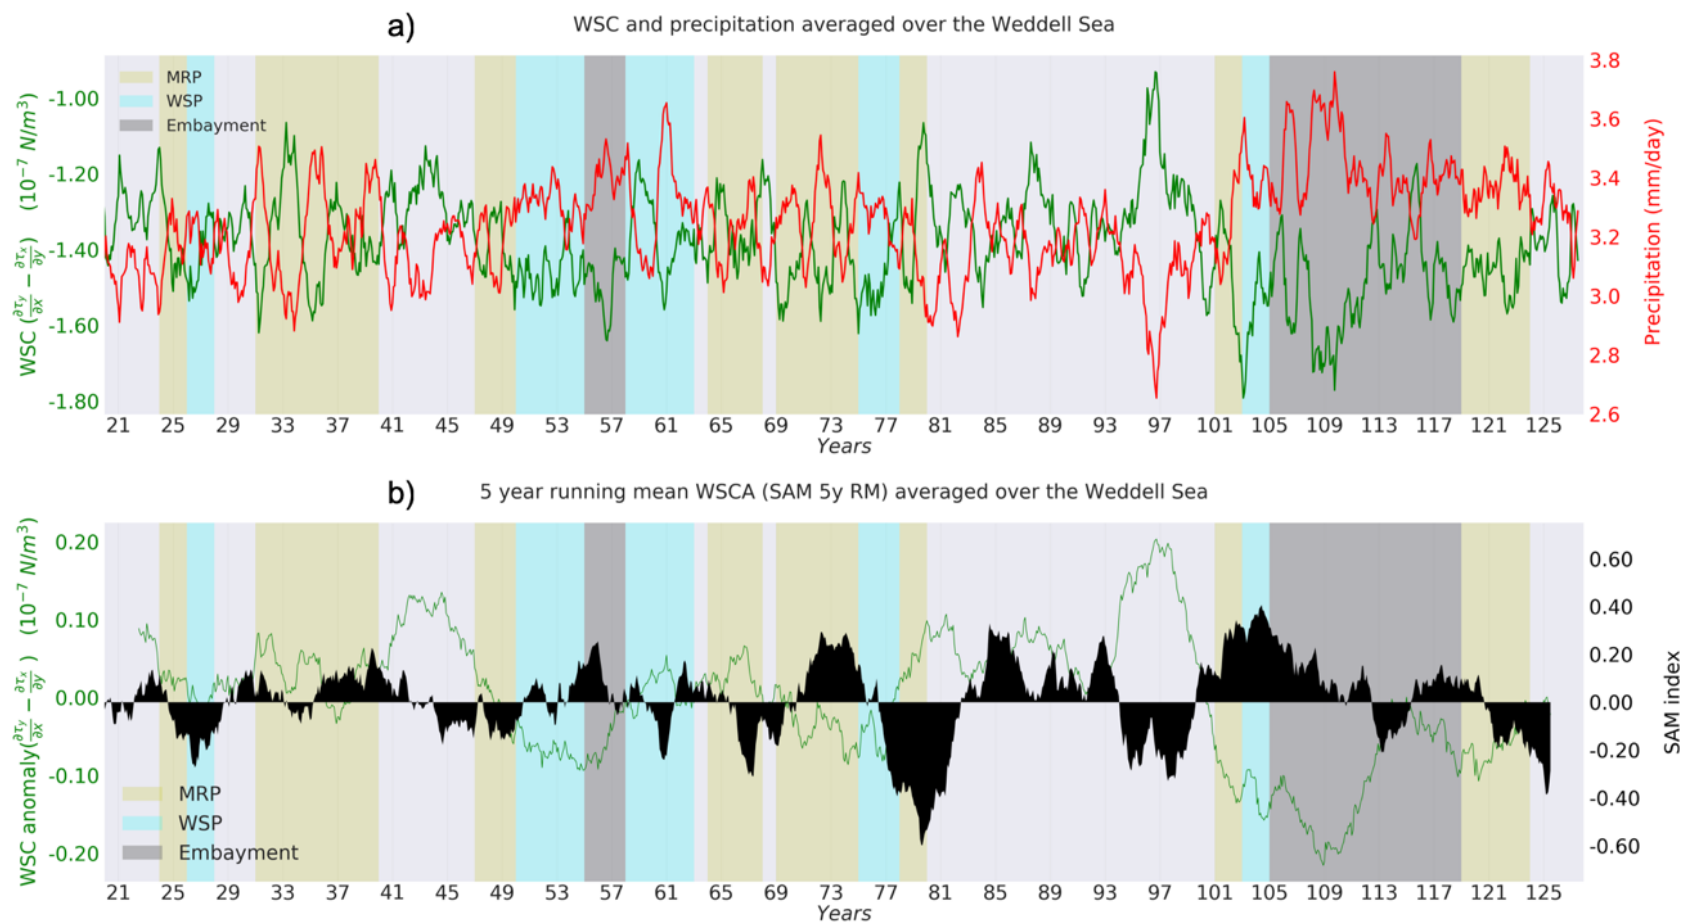 a) WSC and precipitation averaged over the Weddell Sea
MRP
WSP
Embayment
WSC (∂τy/∂x − ∂τx/∂y) (10⁻⁷ N/m³)
-1.00
-1.20
-1.40
-1.60
-1.80
3.8
3.6
3.4
3.2
3.0
2.8
2.6
Precipitation (mm/day)
21 25 29 33 37 41 45 49 53 57 61 65 69 73 77 81 85 89 93 97 101 105 109 113 117 121 125
Years
b) 5 year running mean WSCA (SAM 5y RM) averaged over the Weddell Sea
WSC anomaly(∂τy/∂x − ∂τx/∂y) (10⁻⁷ N/m³)
0.20
0.10
0.00
-0.10
-0.20
MRP
WSP
Embayment
0.60
0.40
0.20
0.00
-0.20
-0.40
-0.60
SAM index
21 25 29 33 37 41 45 49 53 57 61 65 69 73 77 81 85 89 93 97 101 105 109 113 117 121 125
Years